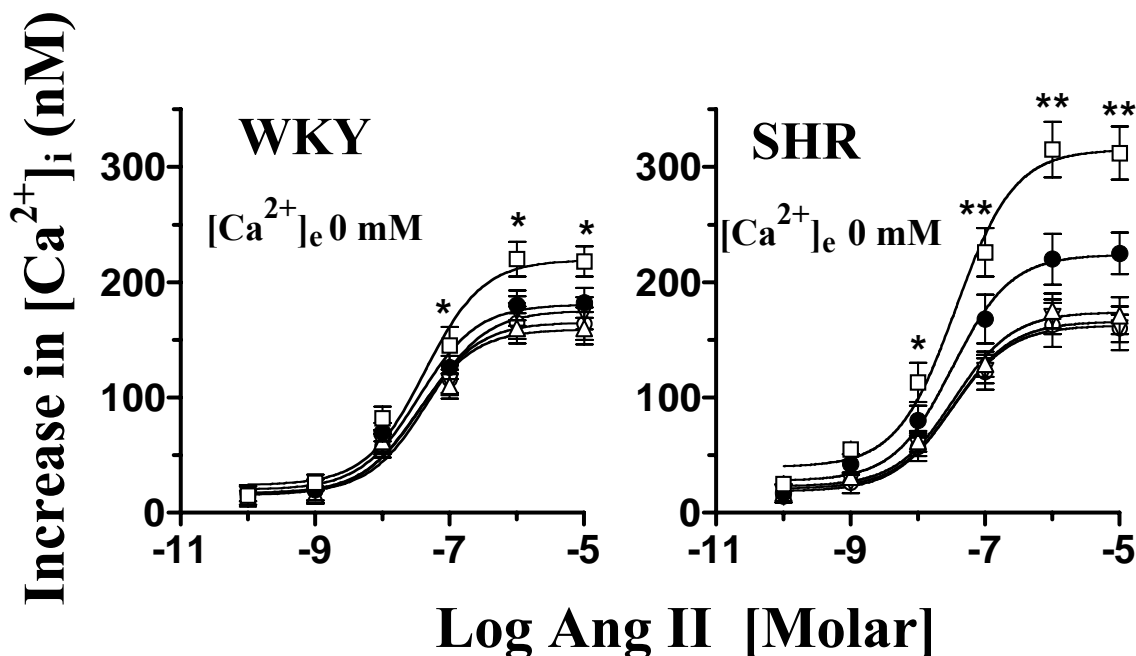 Increase in [Ca²⁺]ᵢ (nM)
WKY
[Ca²⁺]ₑ 0 mM
300
200
100
0
* * * 
-11 -9 -7 -5
SHR
[Ca²⁺]ₑ 0 mM
300
200
100
0
* ** ** **
-11 -9 -7 -5
Log Ang II [Molar]